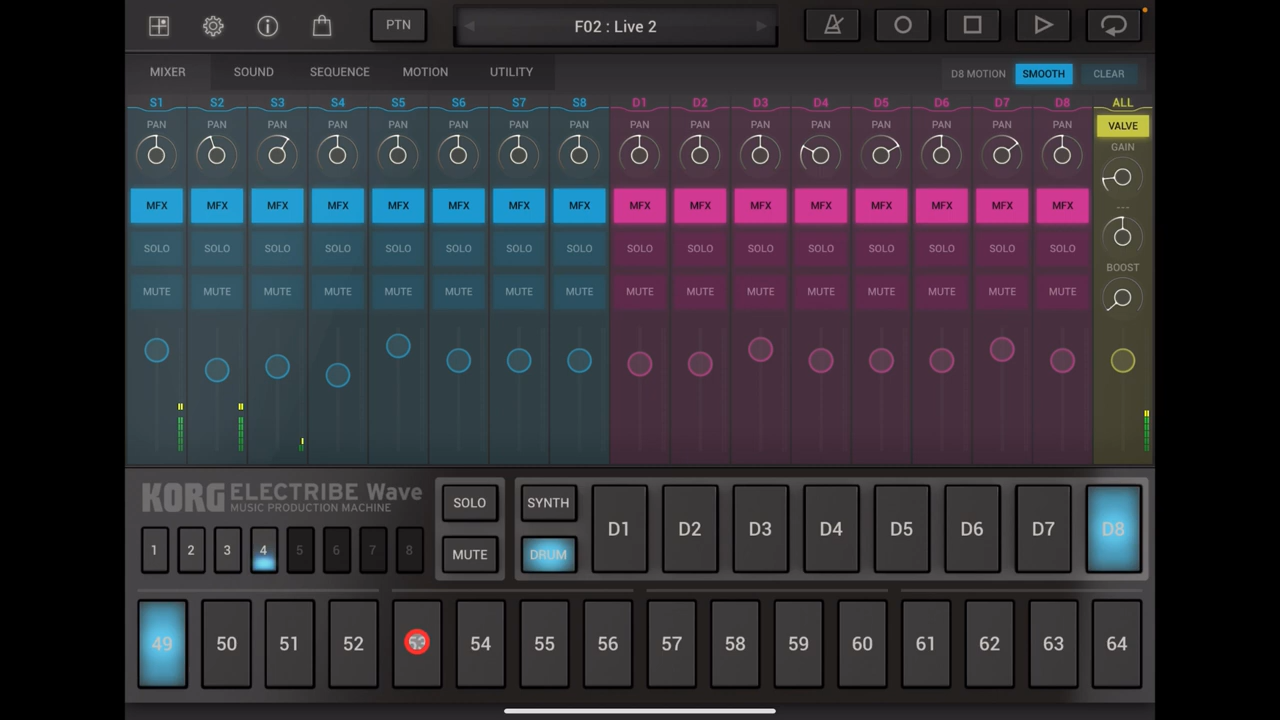 PTN
F02 : Live 2
MIXER SOUND SEQUENCE MOTION UTILITY D8 MOTION SMOOTH CLEAR
S1 S2 S3 S4 S5 S6 S7 S8 D1 D2 D3 D4 D5 D6 D7 D8 ALL
PAN PAN PAN PAN PAN PAN PAN PAN PAN PAN PAN PAN PAN PAN PAN PAN VALVE
GAIN
MFX MFX MFX MFX MFX MFX MFX MFX MFX MFX MFX MFX MFX MFX MFX MFX ---
SOLO SOLO SOLO SOLO SOLO SOLO SOLO SOLO SOLO SOLO SOLO SOLO SOLO SOLO SOLO SOLO
BOOST
MUTE MUTE MUTE MUTE MUTE MUTE MUTE MUTE MUTE MUTE MUTE MUTE MUTE MUTE MUTE MUTE
KORG ELECTRIBE Wave
MUSIC PRODUCTION MACHINE
SOLO SYNTH D1 D2 D3 D4 D5 D6 D7 D8
1 2 3 4 5 6 7 8 MUTE DRUM
49 50 51 52 53 54 55 56 57 58 59 60 61 62 63 64